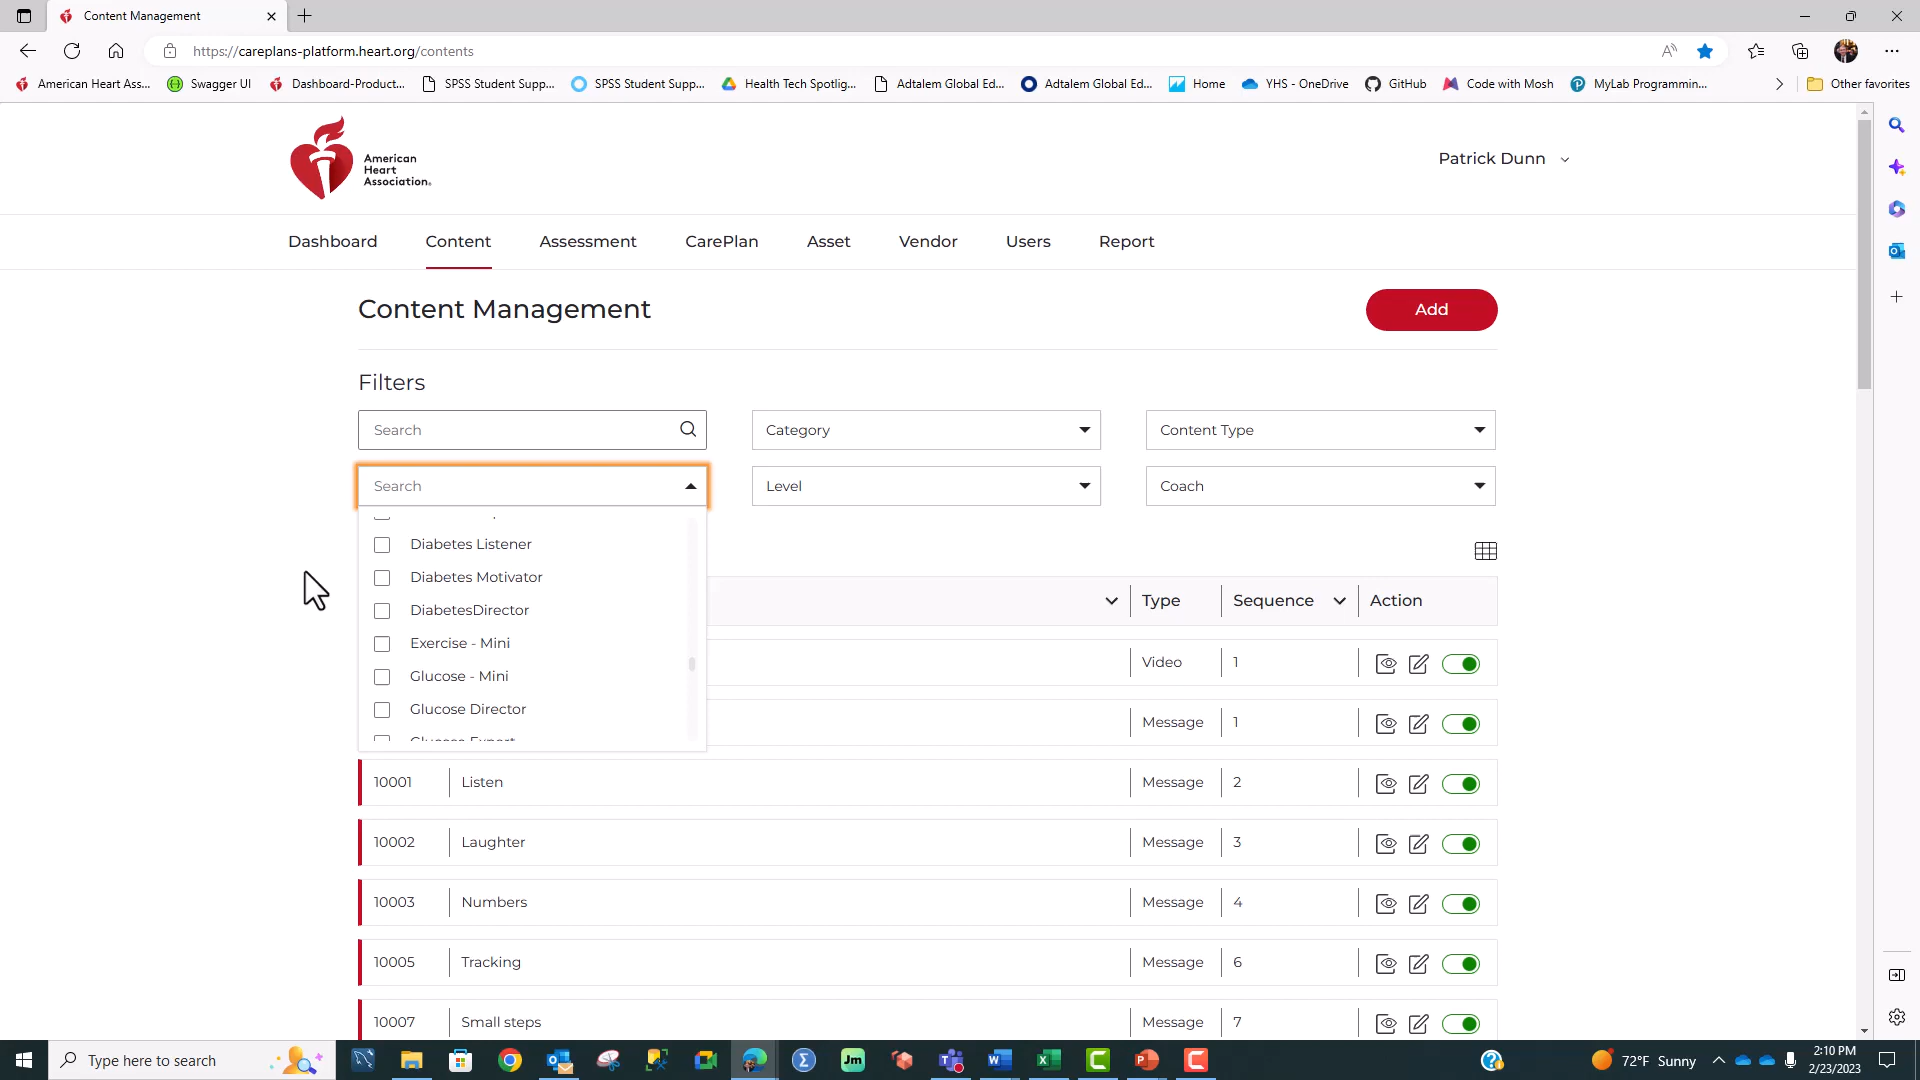 Content Management
https://careplans-platform.heart.org/contents
American Heart Ass...
Swagger UI
Dashboard-Product...
SPSS Student Supp...
SPSS Student Supp...
Health Tech Spotlig...
Adtalem Global Ed...
Adtalem Global Ed...
Home
YHS - OneDrive
GitHub
Code with Mosh
MyLab Programmin...
Other favorites
American
Heart
Association.
Patrick Dunn
Dashboard
Content
Assessment
CarePlan
Asset
Vendor
Users
Report
Content Management
Add
Filters
Search
Category
Content Type
Search
Level
Coach
Diabetes Listener
Diabetes Motivator
DiabetesDirector
Exercise - Mini
Glucose - Mini
Glucose Director
Type
Sequence
Action
Video
1
Message
1
10001
Listen
Message
2
10002
Laughter
Message
3
10003
Numbers
Message
4
10005
Tracking
Message
6
10007
Small steps
Message
7
Type here to search
Jm
72°F Sunny
2:10 PM
2/23/2023